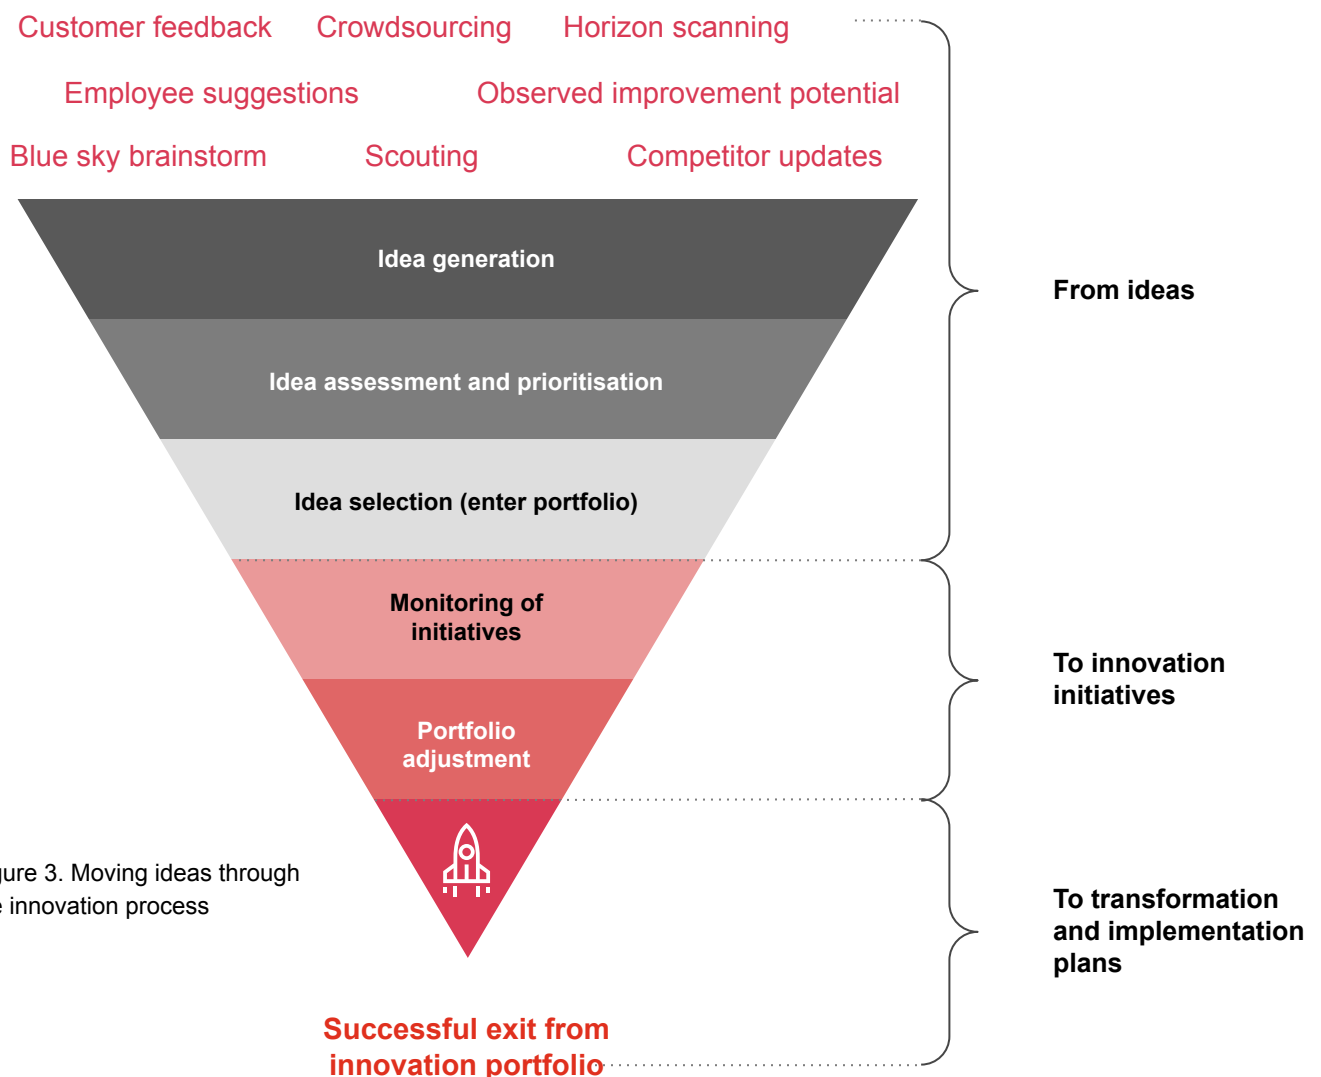 Customer feedback Crowdsourcing Horizon scanning
Employee suggestions Observed improvement potential
Blue sky brainstorm Scouting Competitor updates
Idea generation
From ideas
Idea assessment and prioritisation
Idea selection (enter portfolio)
Monitoring of
initiatives
To innovation
initiatives
Portfolio
adjustment
gure 3. Moving ideas through
e innovation process
To transformation
and implementation
plans
Successful exit from
innovation portfolio